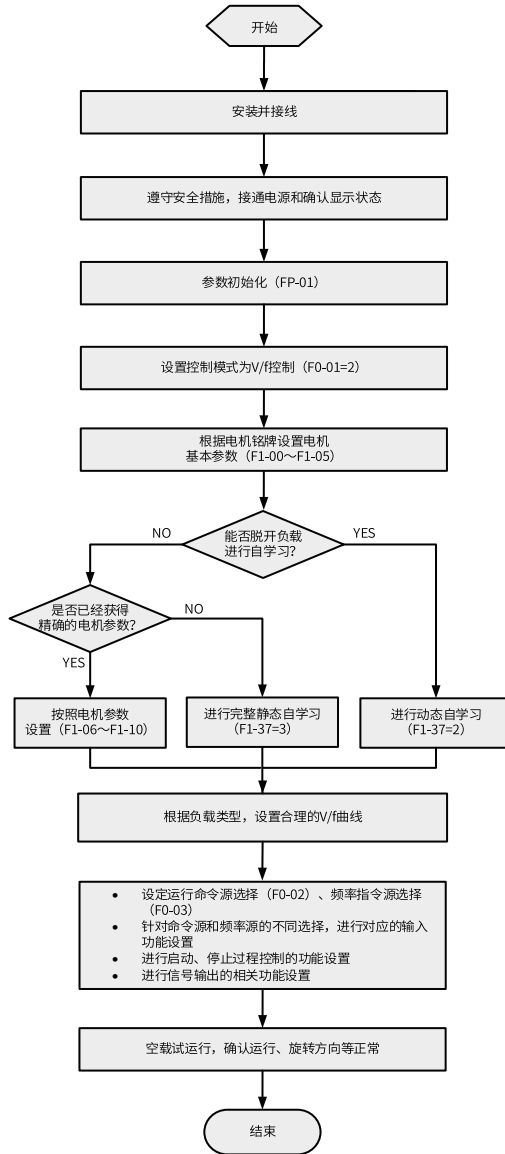 开始
安装并接线
遵守安全措施，接通电源和确认显示状态
参数初始化（FP-01）
设置控制模式为V/f控制（F0-01=2）
根据电机铭牌设置电机
基本参数（F1-00～F1-05）
能否脱开负载
进行自学习？
NO
YES
是否已经获得
精确的电机参数？
NO
YES
按照电机参数
设置（F1-06～F1-10）
进行完整静态自学习
（F1-37=3）
进行动态自学习
（F1-37=2）
根据负载类型，设置合理的V/f曲线
• 设定运行命令源选择（F0-02）、频率指令源选择
（F0-03）
• 针对命令源和频率源的不同选择，进行对应的输入
功能设置
• 进行启动、停止过程控制的功能设置
• 进行信号输出的相关功能设置
空载试运行，确认运行、旋转方向等正常
结束